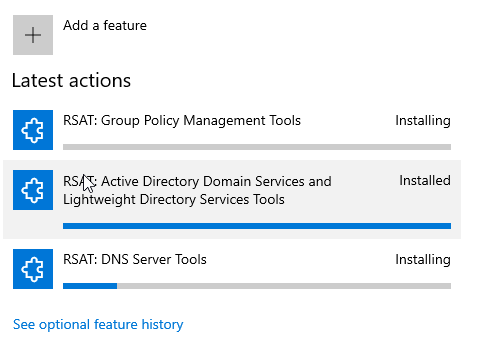 Add a feature
Latest actions
RSAT: Group Policy Management Tools
Installing
RSAT: Active Directory Domain Services and
Lightweight Directory Services Tools
Installed
RSAT: DNS Server Tools
Installing
See optional feature history